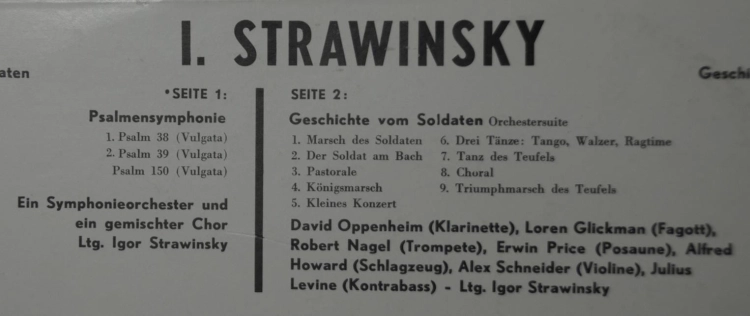 I. STRAWINSKY
aten
Geschi
*SEITE 1:
Psalmensymphonie
1. Psalm 38 (Vulgata)
2. Psalm 39 (Vulgata)
Psalm 150 (Vulgata)
Ein Symphonieorchester und
ein gemischter Chor
Ltg. Igor Strawinsky
SEITE 2:
Geschichte vom Soldaten Orchestersuite
1. Marsch des Soldaten
2. Der Soldat am Bach
3. Pastorale
4. Königsmarsch
5. Kleines Konzert
6. Drei Tänze: Tango, Walzer, Ragtime
7. Tanz des Teufels
8. Choral
9. Triumphmarsch des Teufels
David Oppenheim (Klarinette), Loren Glickman (Fagott),
Robert Nagel (Trompete), Erwin Price (Posaune), Alfred
Howard (Schlagzeug), Alex Schneider (Violine), Julius
Levine (Kontrabass) - Ltg. Igor Strawinsky